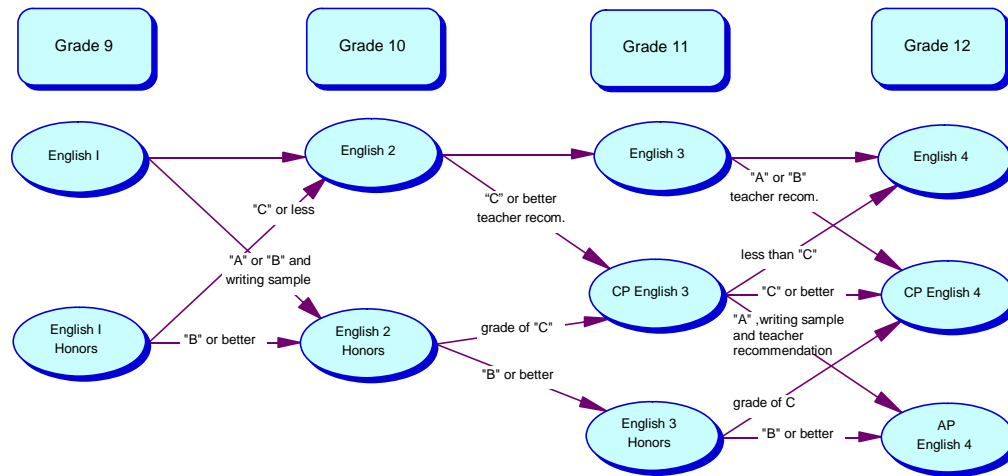 Grade 9
Grade 10
Grade 11
Grade 12
English I
English 2
English 3
English 4
"A" or "B"
teacher recom.
"C" or better
teacher recom.
"C" or less
less than "C"
"A" or "B" and
writing sample
CP English 3
"C" or better
CP English 4
English I
Honors
"B" or better
English 2
Honors
grade of "C"
"A" ,writing sample
and teacher
recommendation
"B" or better
grade of C
English 3
Honors
"B" or better
AP
English 4